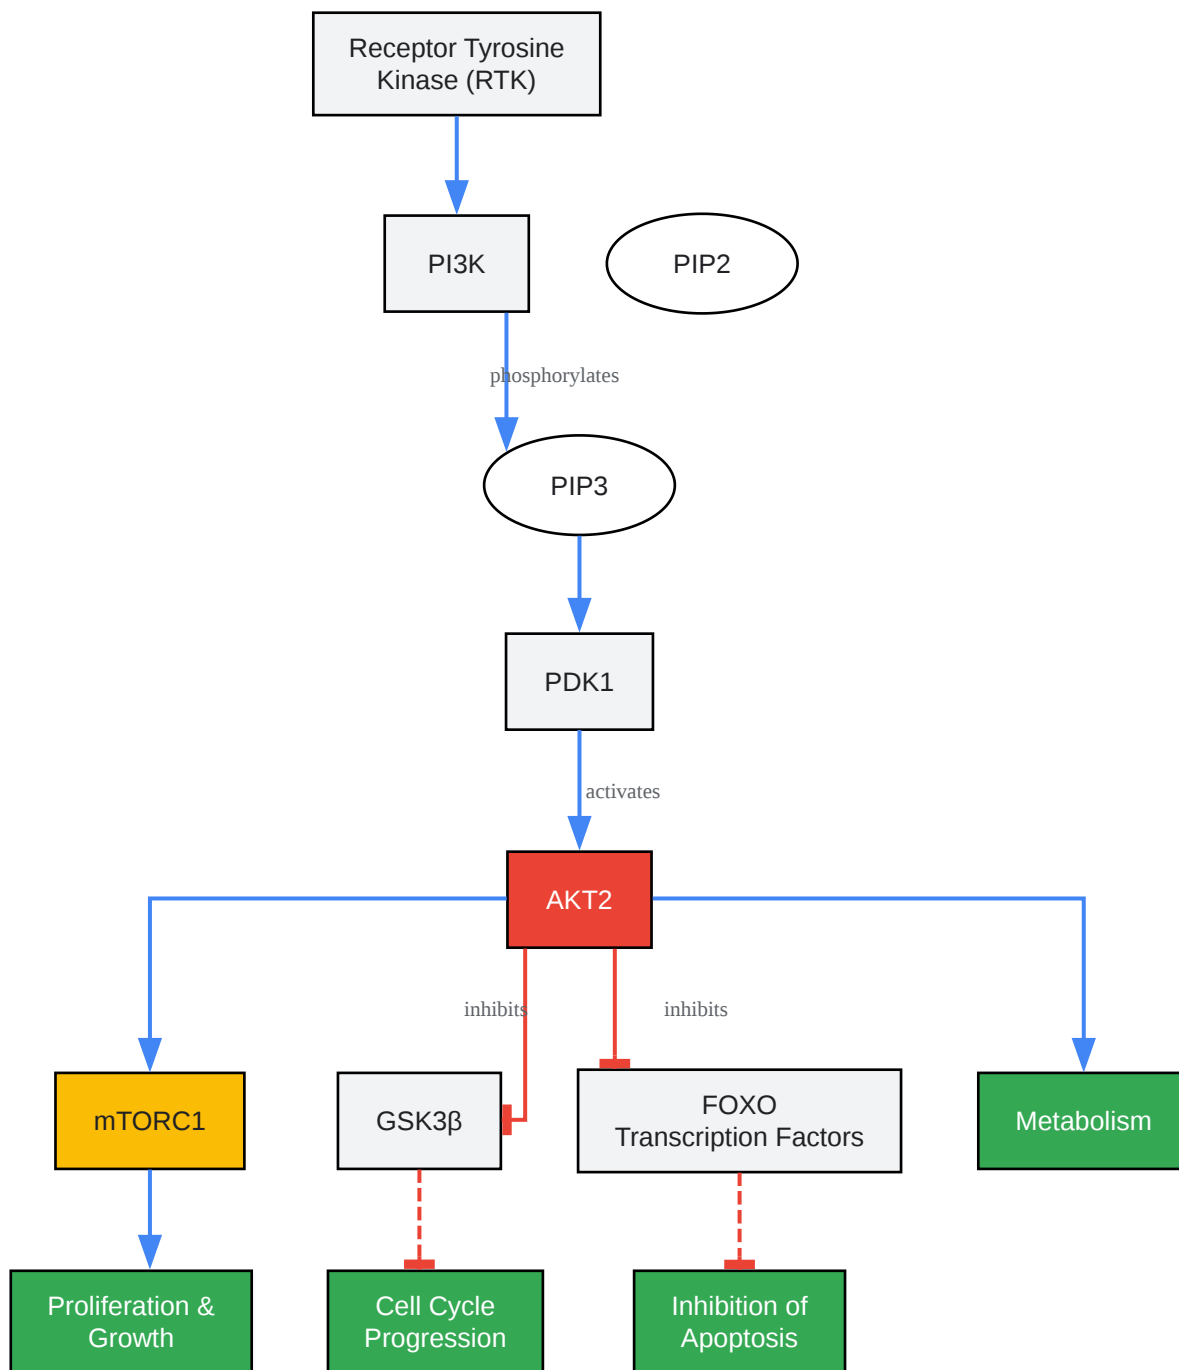 Receptor Tyrosine
Kinase (RTK)
PI3K
PIP2
phosphorylates
PIP3
PDK1
activates
AKT2
inhibits
inhibits
mTORC1
GSK3β
FOXO
Transcription Factors
Metabolism
Proliferation &
Growth
Cell Cycle
Progression
Inhibition of
Apoptosis